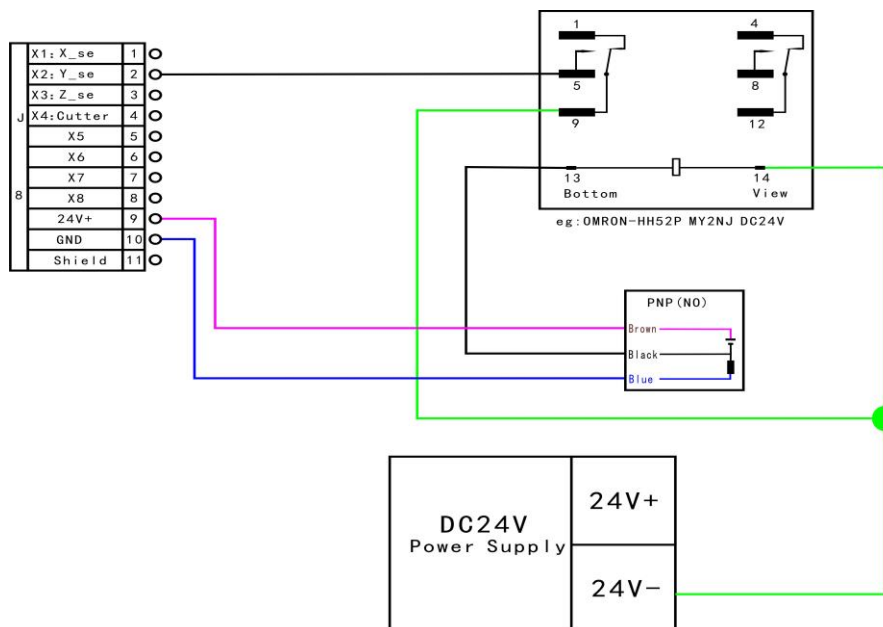 J
8
X1: X_se 1
X2: Y_se 2
X3: Z_se 3
X4:Cutter 4
X5 5
X6 6
X7 7
X8 8
24V+ 9
GND 10
Shield 11
1 4
5 8
9 12
13 14
Bottom View
eg:OMRON-HH52P MY2NJ DC24V
PNP(NO)
Brown
Black
Blue
DC24V
Power Supply
24V+
24V-